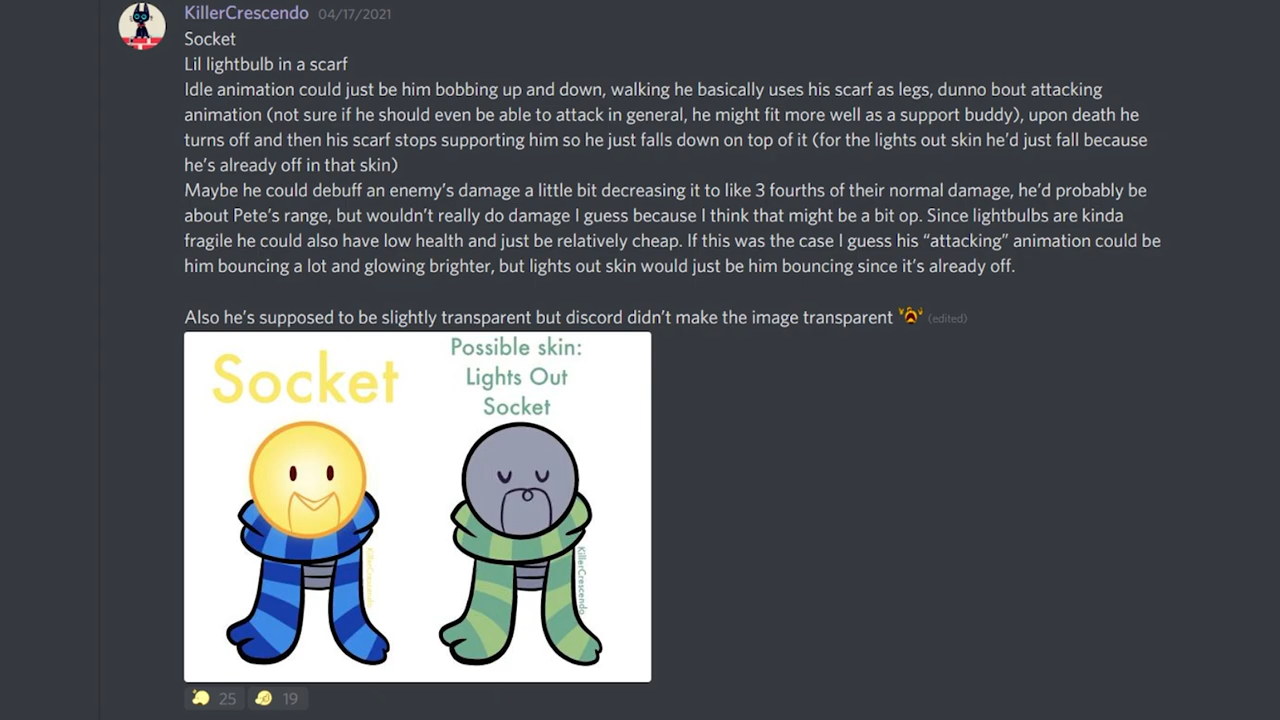 KillerCrescendo 04/17/2021
Socket
Lil lightbulb in a scarf
Idle animation could just be him bobbing up and down, walking he basically uses his scarf as legs, dunno bout attacking
animation (not sure if he should even be able to attack in general, he might fit more well as a support buddy), upon death he
turns off and then his scarf stops supporting him so he just falls down on top of it (for the lights out skin he'd just fall because
he's already off in that skin)
Maybe he could debuff an enemy's damage a little bit decreasing it to like 3 fourths of their normal damage, he'd probably be
about Pete's range, but wouldn't really do damage I guess because I think that might be a bit op. Since lightbulbs are kinda
fragile he could also have low health and just be relatively cheap. If this was the case I guess his “attacking” animation could be
him bouncing a lot and glowing brighter, but lights out skin would just be him bouncing since it's already off.
Also he's supposed to be slightly transparent but discord didn't make the image transparent (edited)
Socket
Possible skin:
Lights Out
Socket
KillerCrescendo
KillerCrescendo
25 19